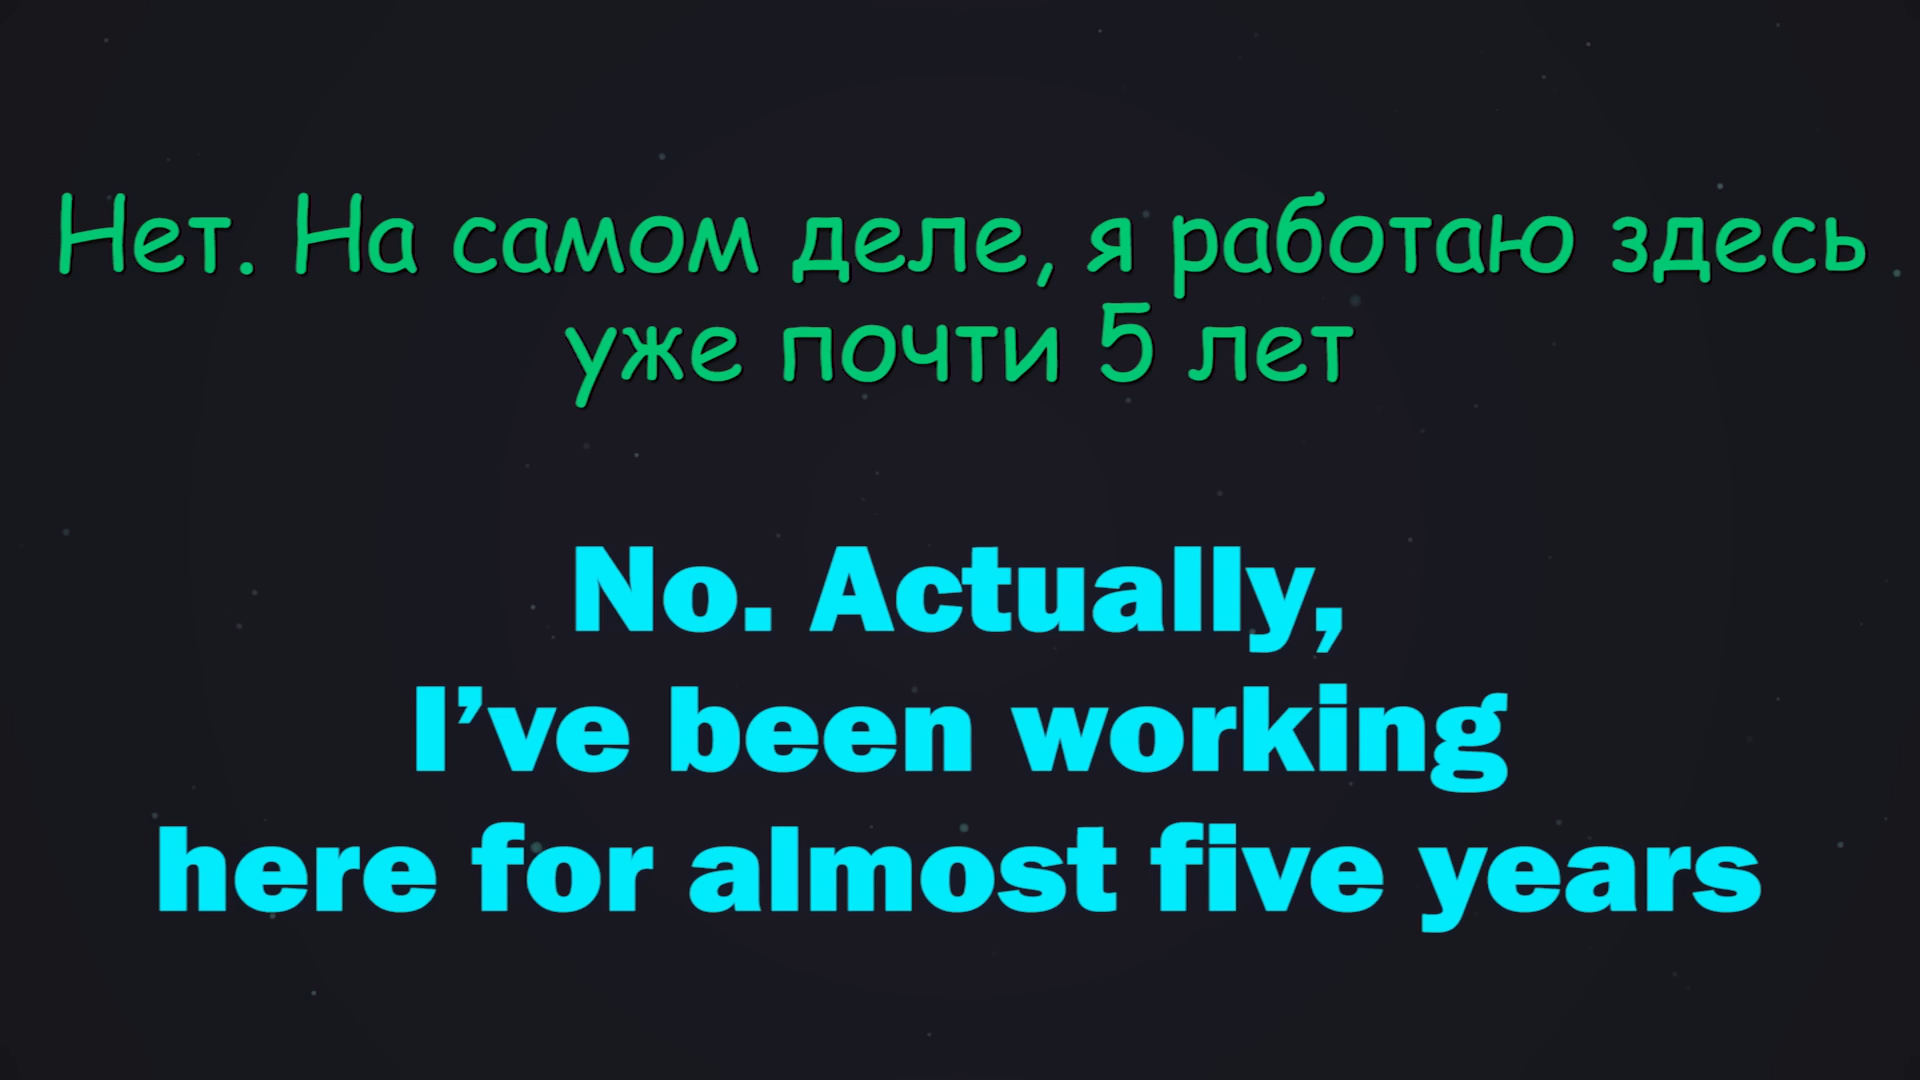 Нет. На самом деле, я работаю здесь
уже почти 5 лет
No. Actually,
I’ve been working
here for almost five years